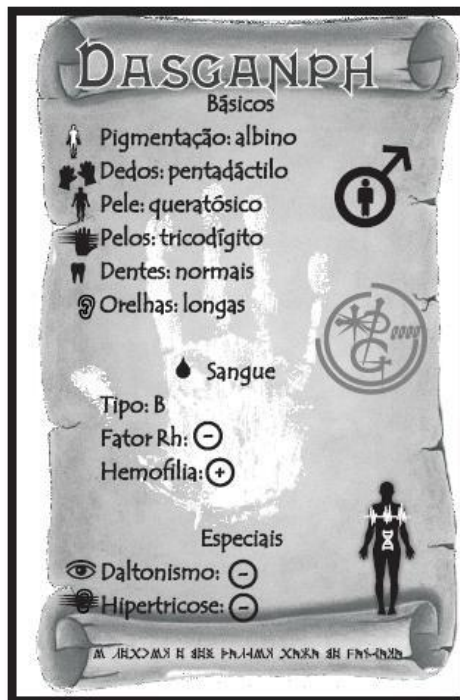 DASGANPH
Básicos
Pigmentação: albino
Dedos: pentadáctilo
Pele: queratósico
Pelos: tricodígito
Dentes: normais
Orelhas: longas
Sangue
Tipo: B
Fator Rh: -
Hemofilia: +
Especiais
Daltonismo: -
Hipertricose: -